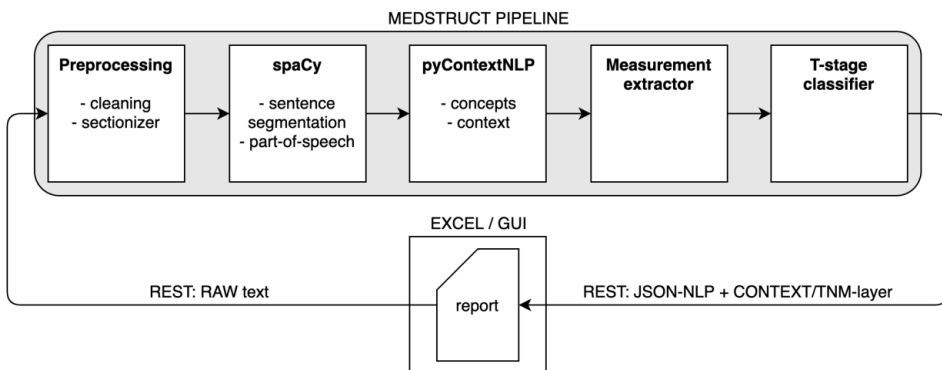 MEDSTRUCT PIPELINE
Preprocessing
- cleaning
- sectionizer
spaCy
- sentence
segmentation
- part-of-speech
pyContextNLP
- concepts
- context
Measurement
extractor
T-stage
classifier
EXCEL / GUI
REST: RAW text
report
REST: JSON-NLP + CONTEXT/TNM-layer